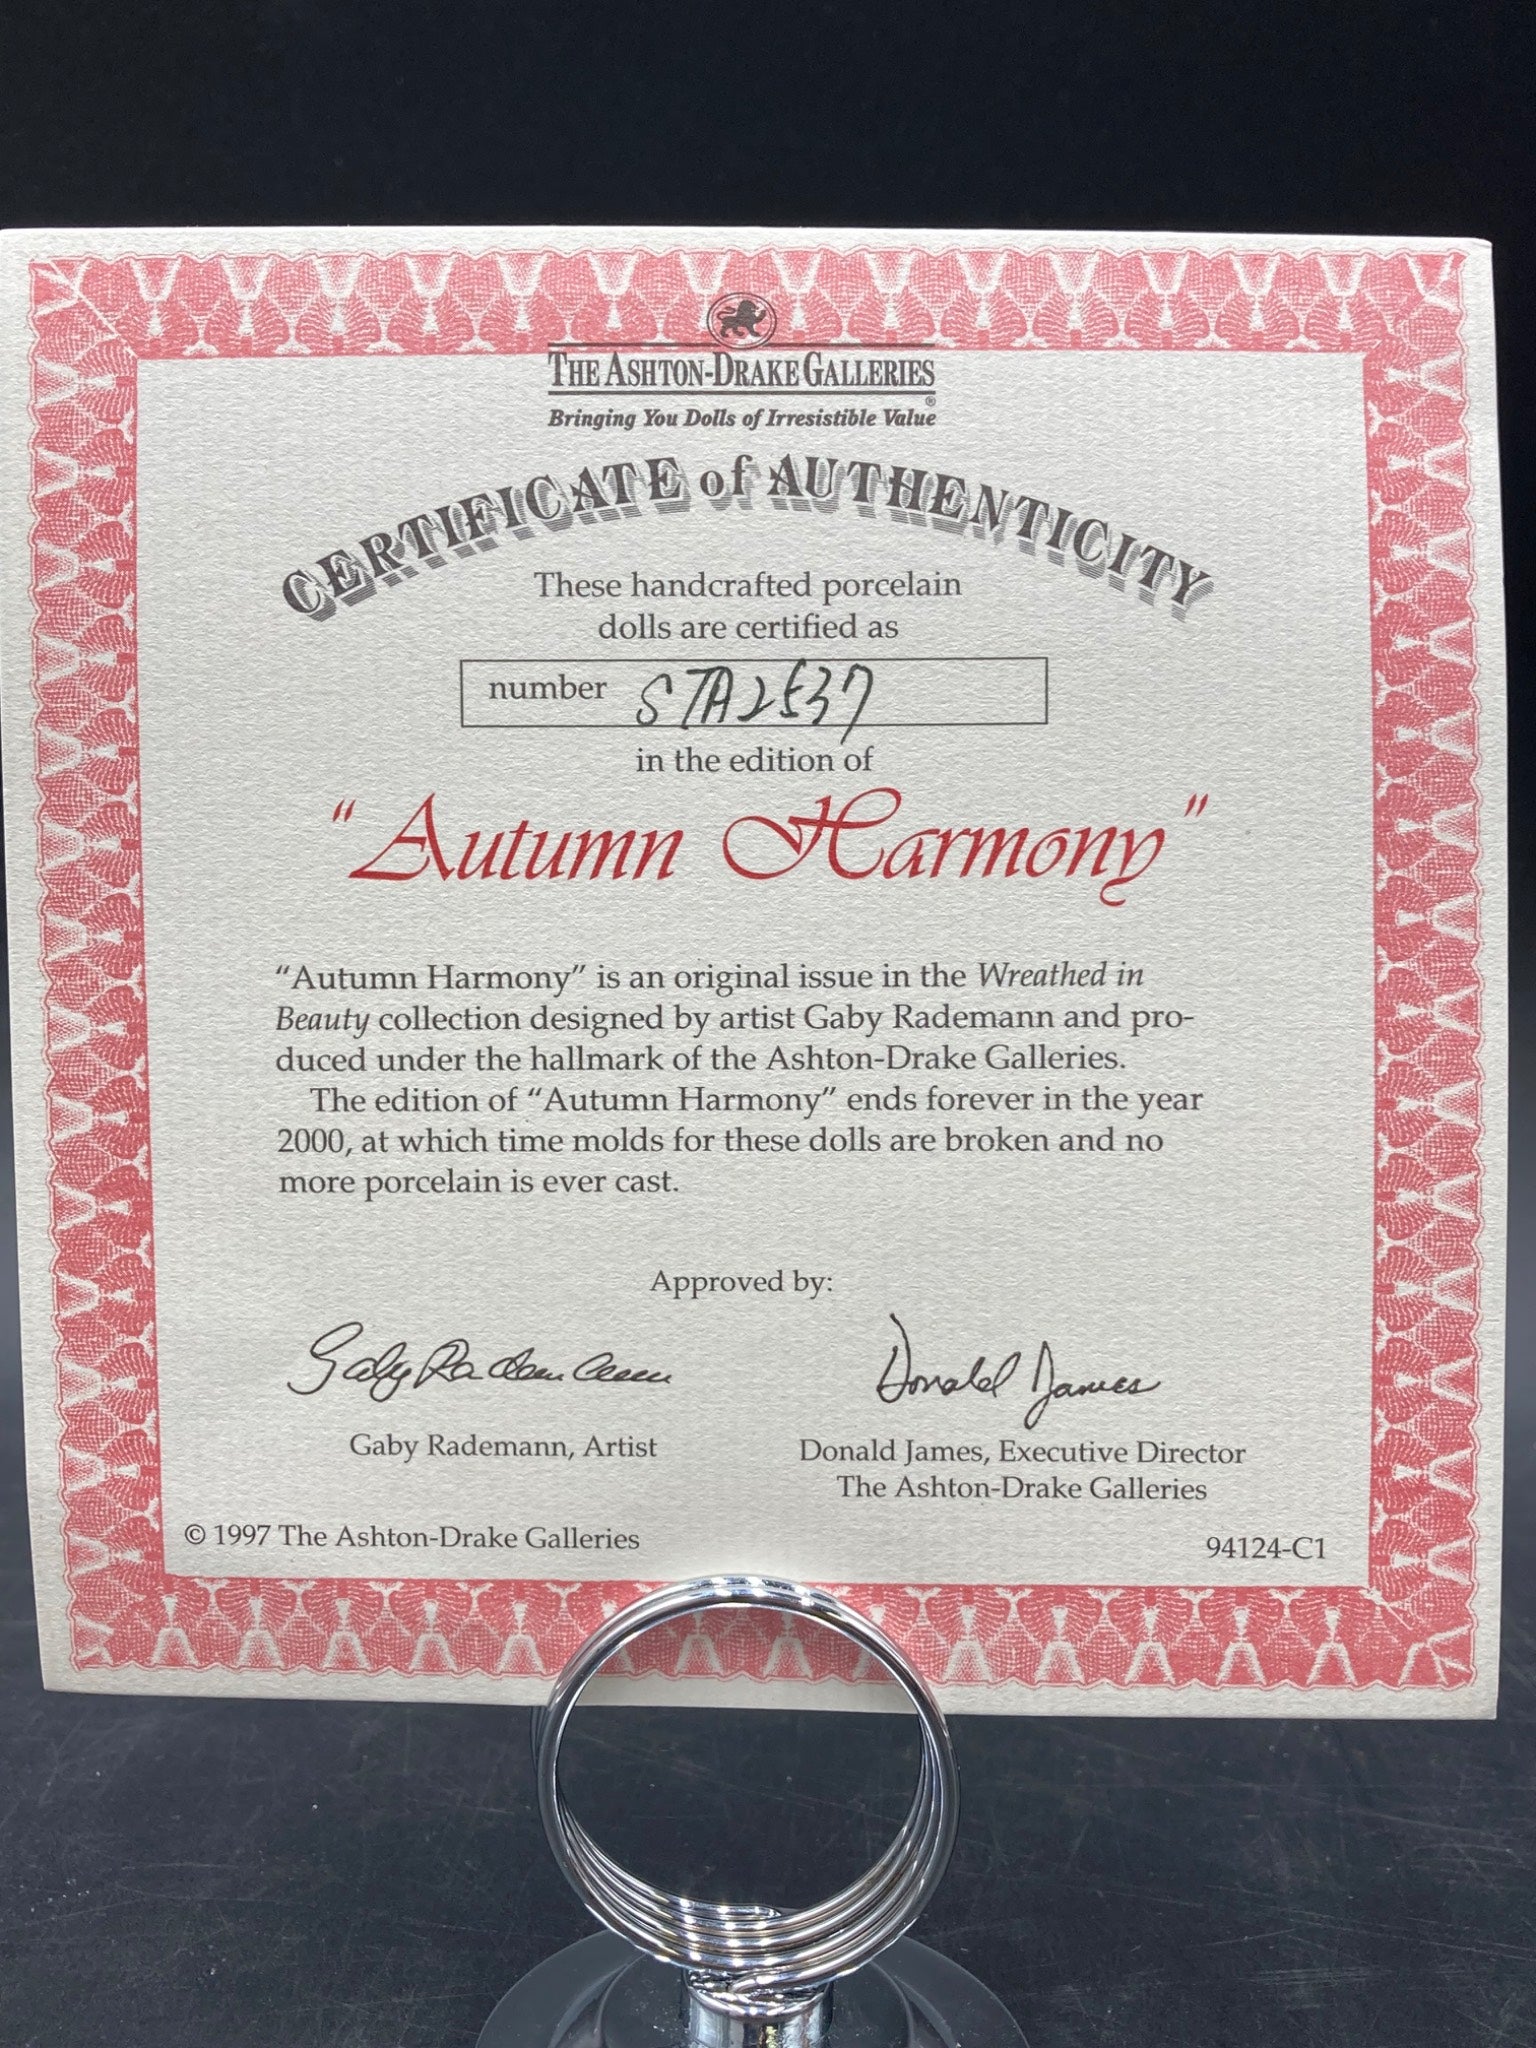 THE ASHTON-DRAKE GALLERIES®
Bringing You Dolls of Irresistible Value
CERTIFICATE of AUTHENTICITY
These handcrafted porcelain
dolls are certified as
number STA2537
in the edition of
"Autumn Harmony"
“Autumn Harmony” is an original issue in the Wreathed in
Beauty collection designed by artist Gaby Rademann and pro-
duced under the hallmark of the Ashton-Drake Galleries.
The edition of “Autumn Harmony” ends forever in the year
2000, at which time molds for these dolls are broken and no
more porcelain is ever cast.
Approved by:
Gaby Rademann
Donald James
Gaby Rademann, Artist
Donald James, Executive Director
The Ashton-Drake Galleries
© 1997 The Ashton-Drake Galleries
94124-C1